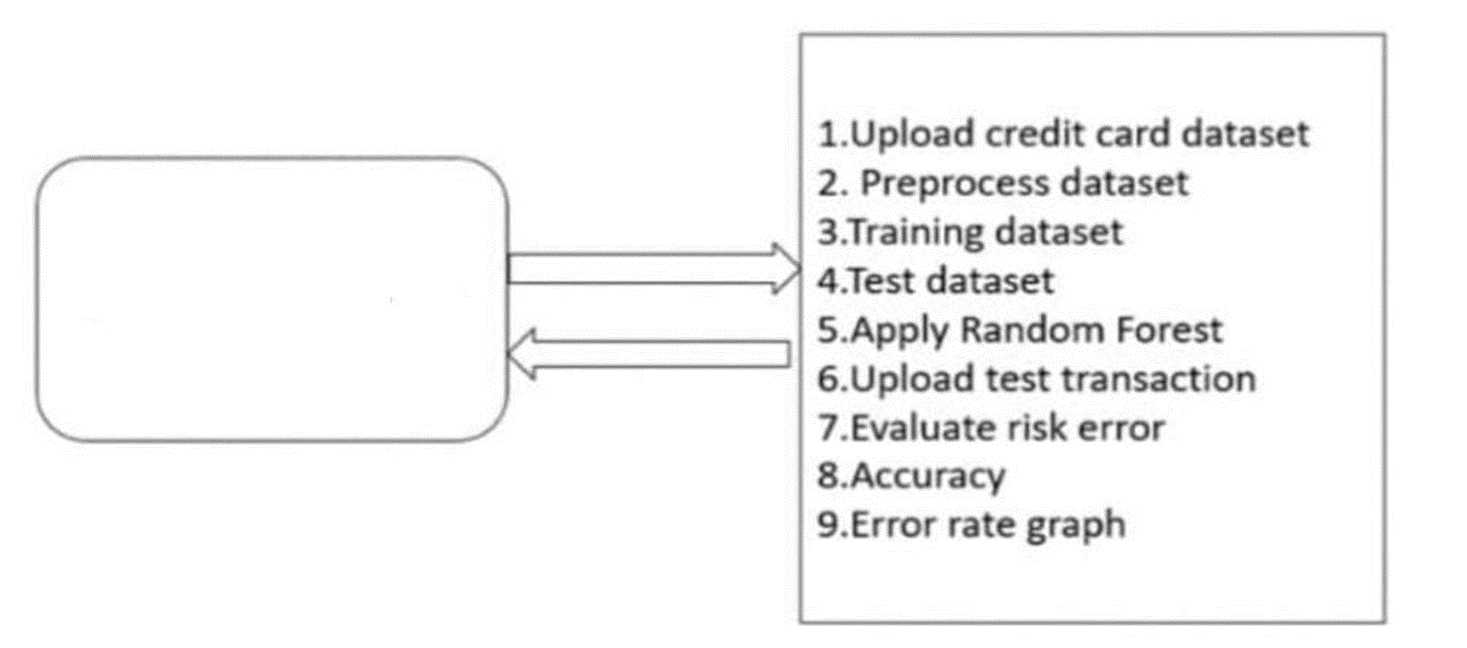 1.Upload credit card dataset
2. Preprocess dataset
3.Training dataset
4.Test dataset
5.Apply Random Forest
6.Upload test transaction
7.Evaluate risk error
8.Accuracy
9.Error rate graph